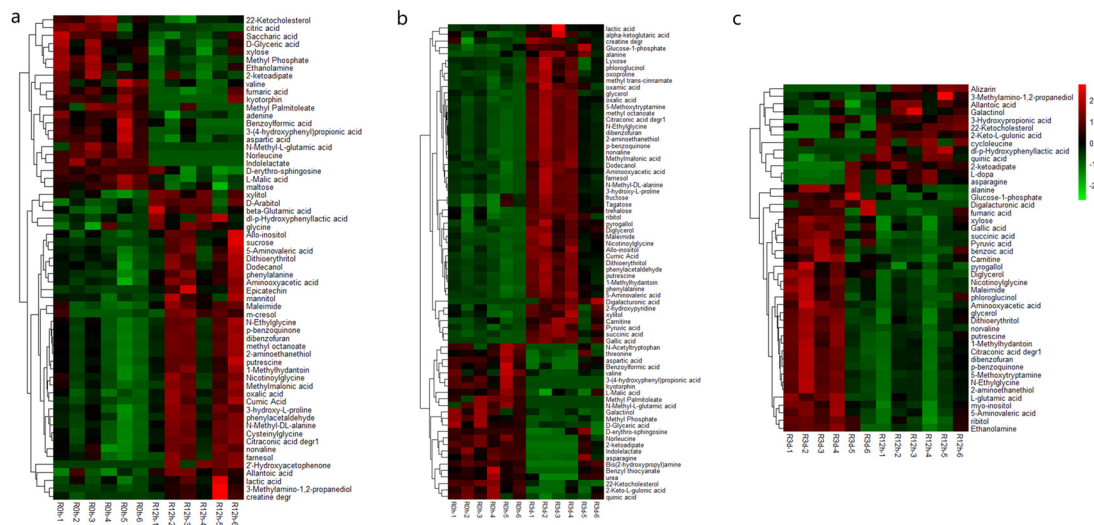 a
22-Ketocholesterol
citric acid
Saccharic acid
D-Glyceric acid
xylose
Methyl Phosphate
Ethanolamine
2-ketoadipate
valine
fumaric acid
kyotorphin
Methyl Palmitoleate
adenine
Benzoylformic acid
3-(4-hydroxyphenyl)propionic acid
aspartic acid
N-Methyl-L-glutamic acid
Norleucine
Indolelactate
D-erythro-sphingosine
L-Malic acid
maltose
xylitol
D-Arabitol
beta-Glutamic acid
dl-p-Hydroxyphenyllactic acid
glycine
Allo-inositol
sucrose
5-Aminovaleric acid
Dithioerythritol
Dodecanol
phenylalanine
Aminooxyacetic acid
Epicatechin
mannitol
Maleimide
m-cresol
N-Ethylglycine
p-benzoquinone
dibenzofuran
methyl octanoate
2-aminoethanethiol
putrescine
1-Methylhydantoin
Nicotinoylglycine
Methylmalonic acid
oxalic acid
Cumic Acid
3-hydroxy-L-proline
phenylacetaldehyde
N-Methyl-DL-alanine
Cysteinylglycine
Citraconic acid degr1
norvaline
famesol
2'-Hydroxyacetophenone
Allantoic acid
lactic acid
3-Methylamino-1,2-propanediol
creatine degr
R0h-1
R0h-2
R0h-3
R0h-4
R0h-5
R0h-6
R12h-1
R12h-2
R12h-3
R12h-4
R12h-5
R12h-6
b
lactic acid
alpha-ketoglutaric acid
creatine degr
Glucose-1-phosphate
alanine
Lyxose
phloroglucinol
oxoproline
methyl trans-cinnamate
oxamic acid
glycerol
oxalic acid
5-Methoxytryptamine
methyl octanoate
Citraconic acid degr1
N-Ethylglycine
dibenzofuran
2-aminoethanethiol
p-benzoquinone
norvaline
Methylmalonic acid
Dodecanol
Aminooxyacetic acid
famesol
N-Methyl-DL-alanine
3-hydroxy-L-proline
fructose
Tagatose
trehalose
ribitol
pyrogallol
Diglycerol
Maleimide
Nicotinoylglycine
Allo-inositol
Cumic Acid
Dithioerythritol
phenylacetaldehyde
putrescine
1-Methylhydantoin
phenylalanine
5-Aminovaleric acid
Digalacturonic acid
2-hydroxypyridine
xylitol
Carnitine
Pyruvic acid
succinic acid
Gallic acid
N-Acetyltryptophan
threonine
aspartic acid
Benzoylformic acid
valine
3-(4-hydroxyphenyl)propionic acid
kyotorphin
L-Malic acid
Methyl Palmitoleate
N-Methyl-L-glutamic acid
Galactinol
Methyl Phosphate
D-Glyceric acid
D-erythro-sphingosine
Norleucine
2-ketoadipate
Indolelactate
asparagine
Bis(2-hydroxypropyl)amine
Benzyl thiocyanate
urea
22-Ketocholesterol
2-Keto-L-gulonic acid
quinic acid
R0h-1
R0h-2
R0h-3
R0h-4
R0h-5
R0h-6
R3d-1
R3d-2
R3d-3
R3d-4
R3d-5
R3d-6
c
Alizarin
3-Methylamino-1,2-propanediol
Allantoic acid
Galactinol
3-Hydroxypropionic acid
22-Ketocholesterol
2-Keto-L-gulonic acid
cycloleucine
dl-p-Hydroxyphenyllactic acid
quinic acid
2-ketoadipate
L-dopa
asparagine
alanine
Glucose-1-phosphate
Digalacturonic acid
fumaric acid
xylose
Gallic acid
succinic acid
Pyruvic acid
benzoic acid
Carnitine
pyrogallol
Diglycerol
Nicotinoylglycine
Maleimide
phloroglucinol
Aminooxyacetic acid
glycerol
Dithioerythritol
norvaline
putrescine
1-Methylhydantoin
Citraconic acid degr1
dibenzofuran
p-benzoquinone
5-Methoxytryptamine
N-Ethylglycine
2-aminoethanethiol
L-glutamic acid
myo-inositol
5-Aminovaleric acid
ribitol
Ethanolamine
R3d-1
R3d-2
R3d-3
R3d-4
R3d-5
R3d-6
R12h-1
R12h-2
R12h-3
R12h-4
R12h-5
R12h-6
2
1
0
-1
-2